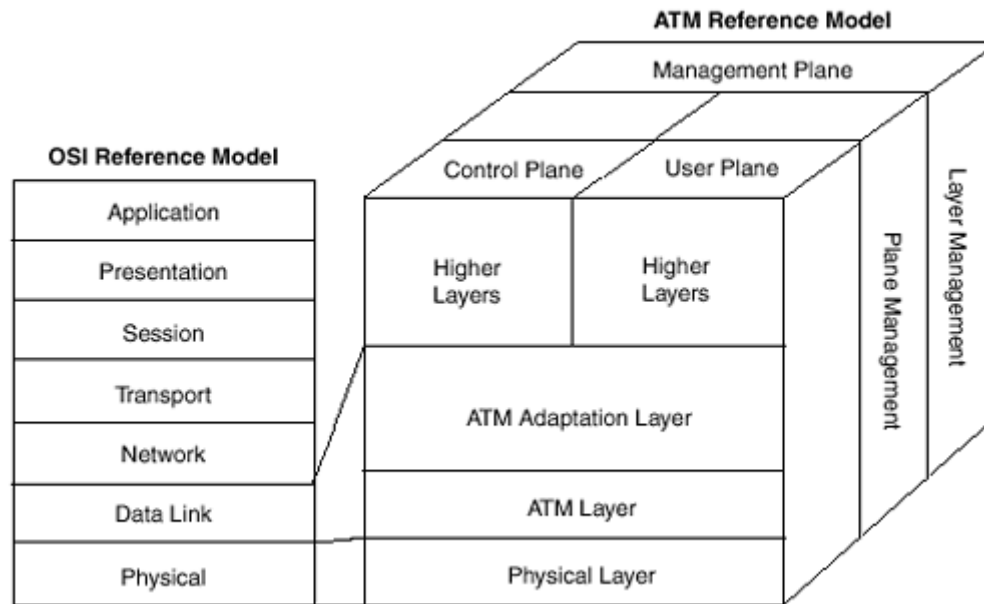 ATM Reference Model
Management Plane
OSI Reference Model
Control Plane
User Plane
Application
Presentation
Session
Transport
Network
Data Link
Physical
Higher
Layers
Higher
Layers
ATM Adaptation Layer
ATM Layer
Physical Layer
Plane Management
Layer Management